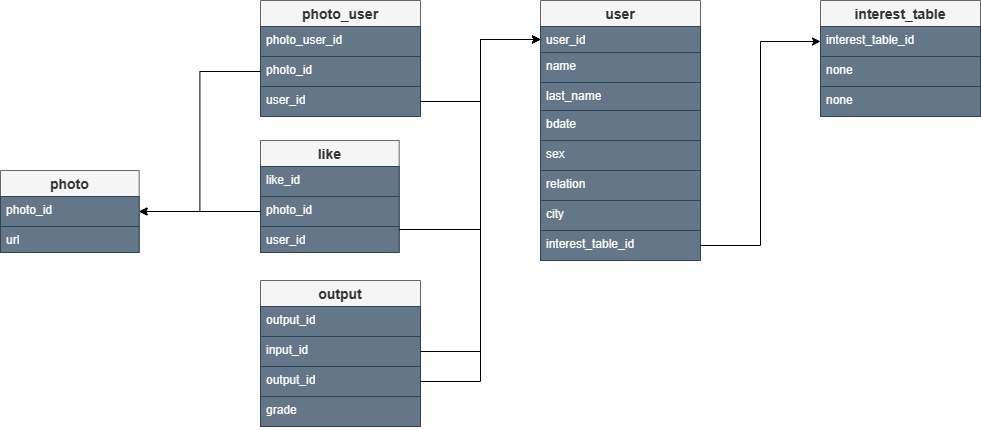 photo_user
photo_user_id
photo_id
user_id
user
user_id
name
last_name
bdate
sex
relation
city
interest_table_id
interest_table
interest_table_id
none
none
like
like_id
photo_id
user_id
photo
photo_id
url
output
output_id
input_id
output_id
grade